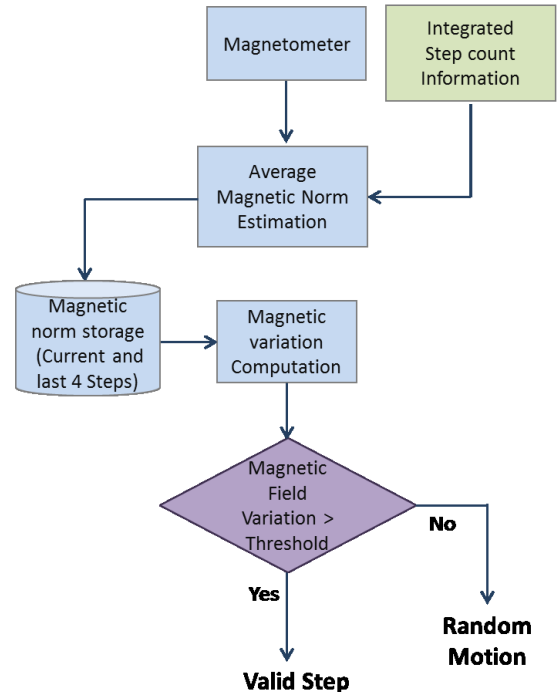 Magnetometer
Integrated
Step count
Information
Average
Magnetic Norm
Estimation
Magnetic
norm storage
(Current and
last 4 Steps)
Magnetic
variation
Computation
Magnetic
Field
Variation >
Threshold
No
Yes
Random
Motion
Valid Step